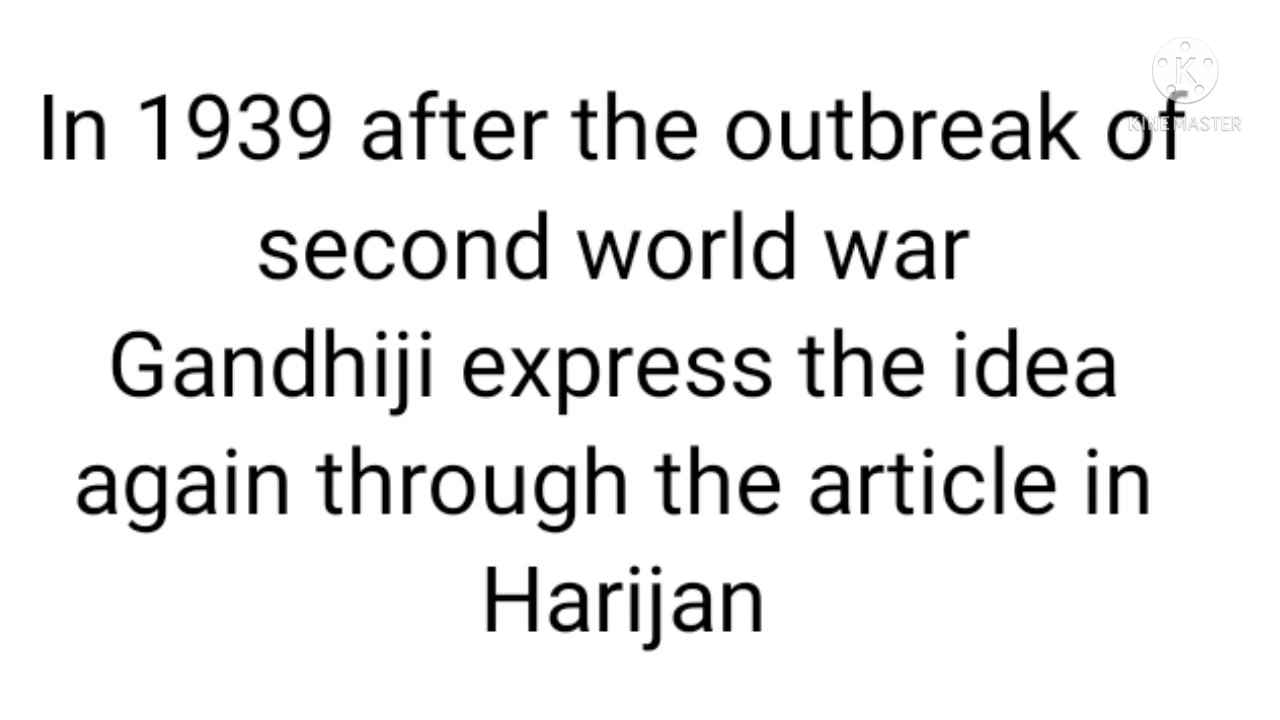 In 1939 after the outbreak of
second world war
Gandhiji express the idea
again through the article in
Harijan
K
KINEMASTER